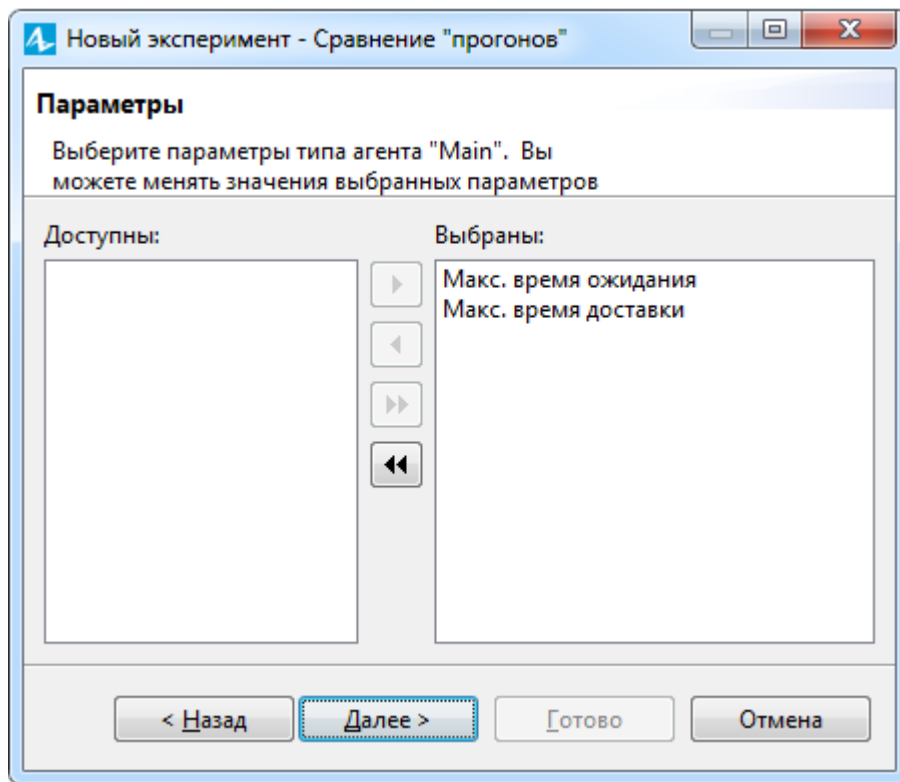 Новый эксперимент - Сравнение "прогонов"
Параметры
Выберите параметры типа агента "Main". Вы
можете менять значения выбранных параметров
Доступны:
Выбраны:
Макс. время ожидания
Макс. время доставки
< Назад
Далее >
Готово
Отмена